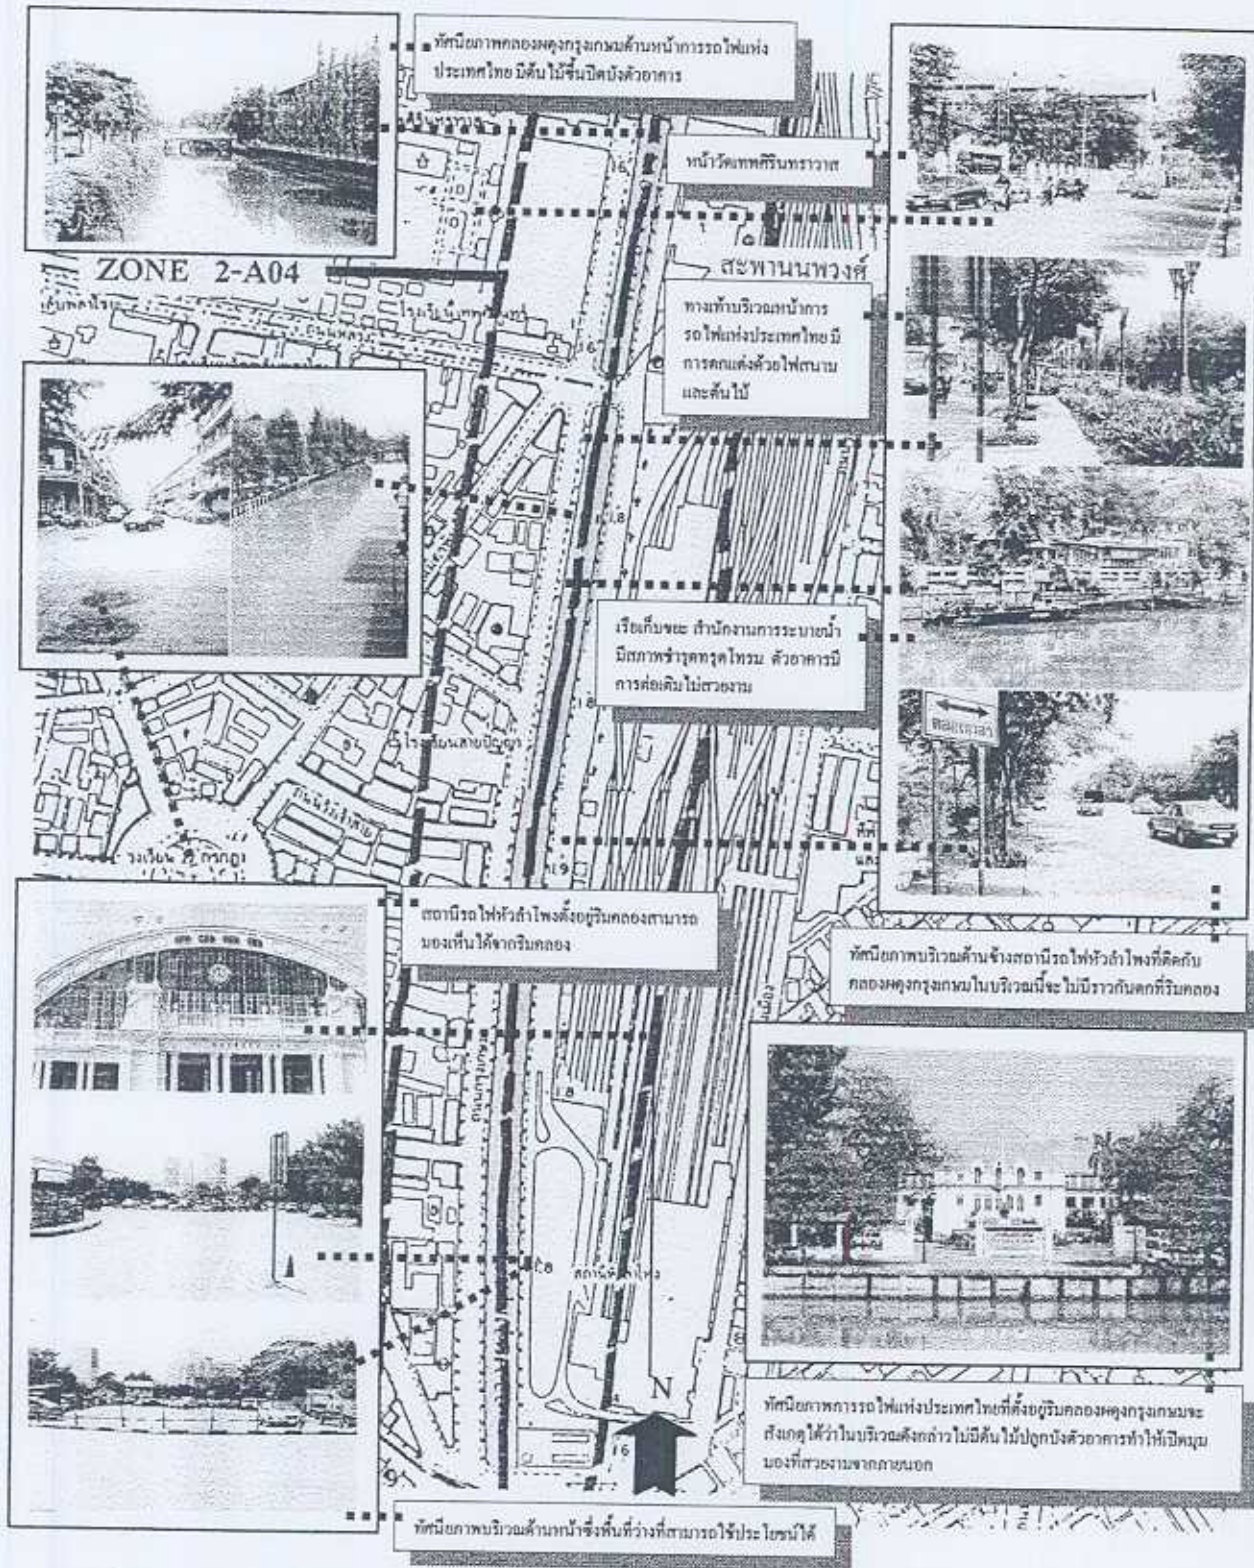 ทัศนียภาพคลองผดุงกรุงเกษมด้านหน้าการรถไฟแห่ง
ประเทศไทย มีต้นไม้ขึ้นปิดบังตัวอาคาร
หน้าวัดเทพศิรินทราวาส
ZONE 2-A04
สะพานนพวงศ์
ทางเท้าบริเวณหน้าการ
รถไฟแห่งประเทศไทย มี
การตกแต่งด้วยไฟสนาม
และต้นไม้
เรือเก็บขยะ สำนักงานการระบายน้ำ
มีสภาพชำรุดทรุดโทรม ตัวอาคารมี
การต่อเติมไม่สวยงาม
โรงเรียนสายปัญญา
วงเวียน 22 กรกฎา
สถานีรถไฟหัวลำโพงตั้งอยู่ริมคลองสามารถ
มองเห็นได้จากริมคลอง
ทัศนียภาพบริเวณด้านข้างสถานีรถไฟหัวลำโพงที่ติดกับ
คลองผดุงกรุงเกษมในบริเวณนี้จะไม่มีราวกันตกที่ริมคลอง
N
ทัศนียภาพการรถไฟแห่งประเทศไทยที่ตั้งอยู่ริมคลองผดุงกรุงเกษมจะ
สังเกตุได้ว่าในบริเวณดังกล่าวไม่มีต้นไม้ปลูกบังตัวอาคารทำให้เปิดมุม
มองที่สวยงามจากภายนอก
ทัศนียภาพบริเวณด้านหน้าซึ่งพื้นที่ว่างที่สามารถใช้ประโยชน์ได้